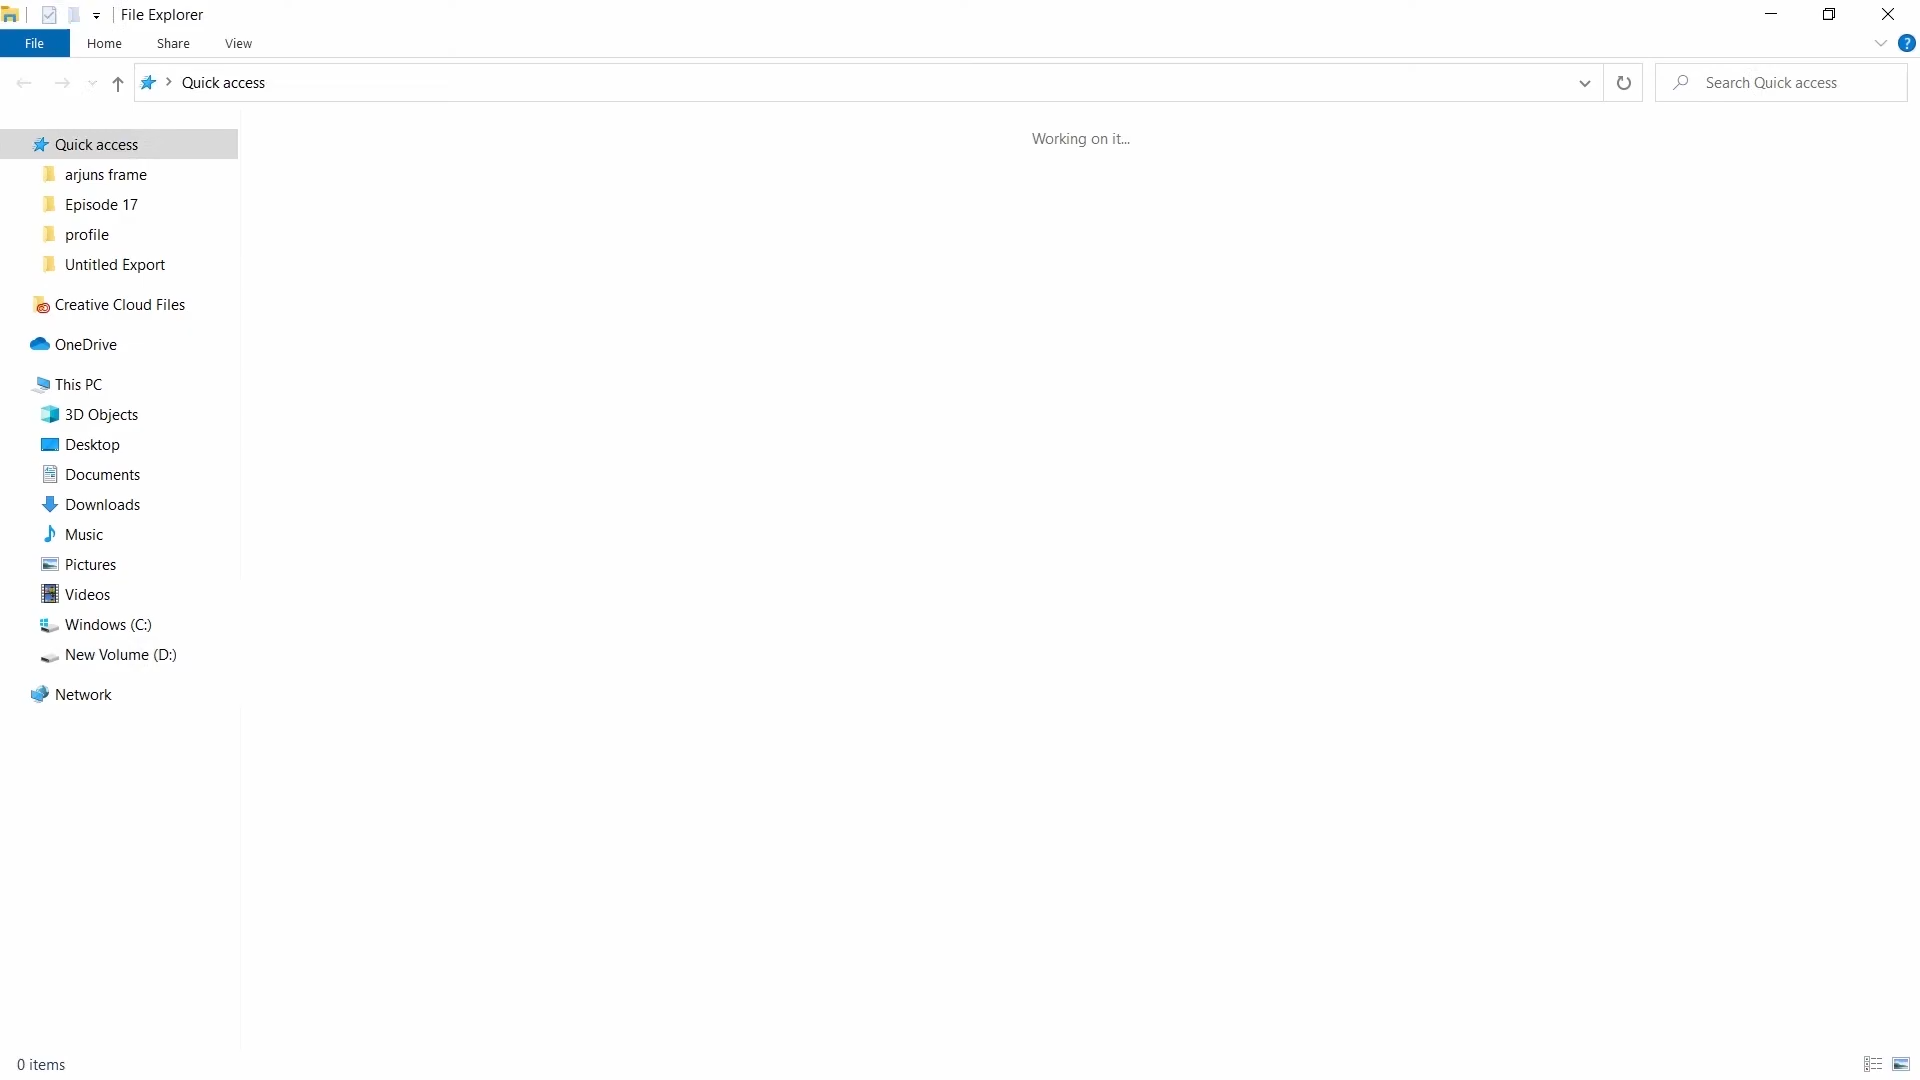 File Explorer
File Home Share View
Quick access
Search Quick access
Working on it...
Quick access
arjuns frame
Episode 17
profile
Untitled Export
Creative Cloud Files
OneDrive
This PC
3D Objects
Desktop
Documents
Downloads
Music
Pictures
Videos
Windows (C:)
New Volume (D:)
Network
0 items